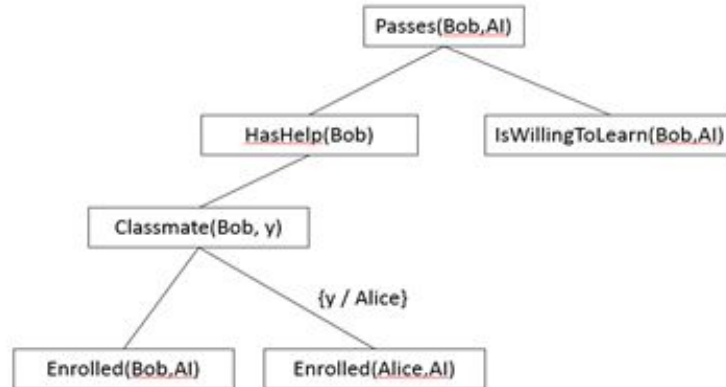 Passes(Bob,AI)
HasHelp(Bob)
IsWillingToLearn(Bob,AI)
Classmate(Bob, y)
{y / Alice}
Enrolled(Bob,AI)
Enrolled(Alice,AI)